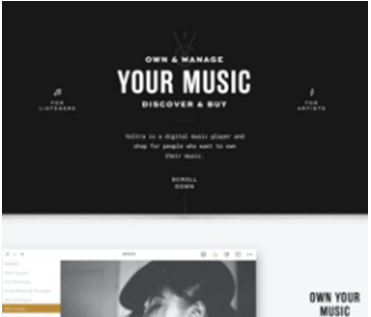 OWN & MANAGE
YOUR MUSIC
DISCOVER & BUY
FOR
LISTENERS
FOR
ARTISTS
Voltra is a digital music player and
shop for people who want to own
their music.
SCROLL
DOWN
ARTISTS
OWN YOUR
MUSIC